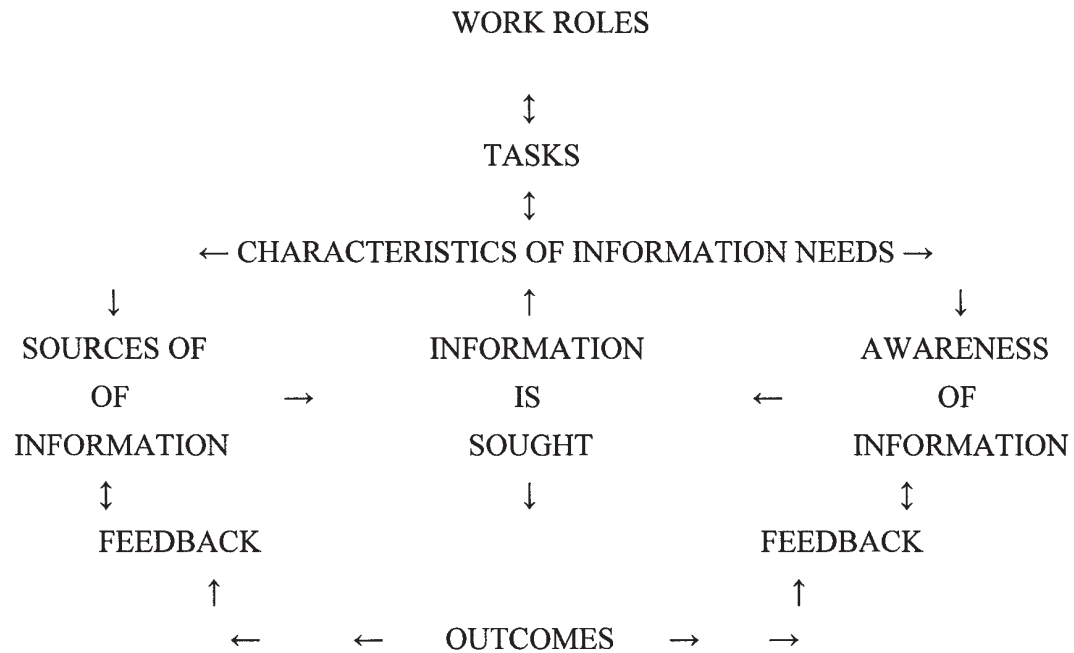 WORK ROLES
↕
TASKS
↕
← CHARACTERISTICS OF INFORMATION NEEDS →
↓ ↑ ↓
SOURCES OF INFORMATION AWARENESS
OF → IS ← OF
INFORMATION SOUGHT INFORMATION
↕ ↓ ↕
FEEDBACK FEEDBACK
↑ ↑
← ← OUTCOMES → →